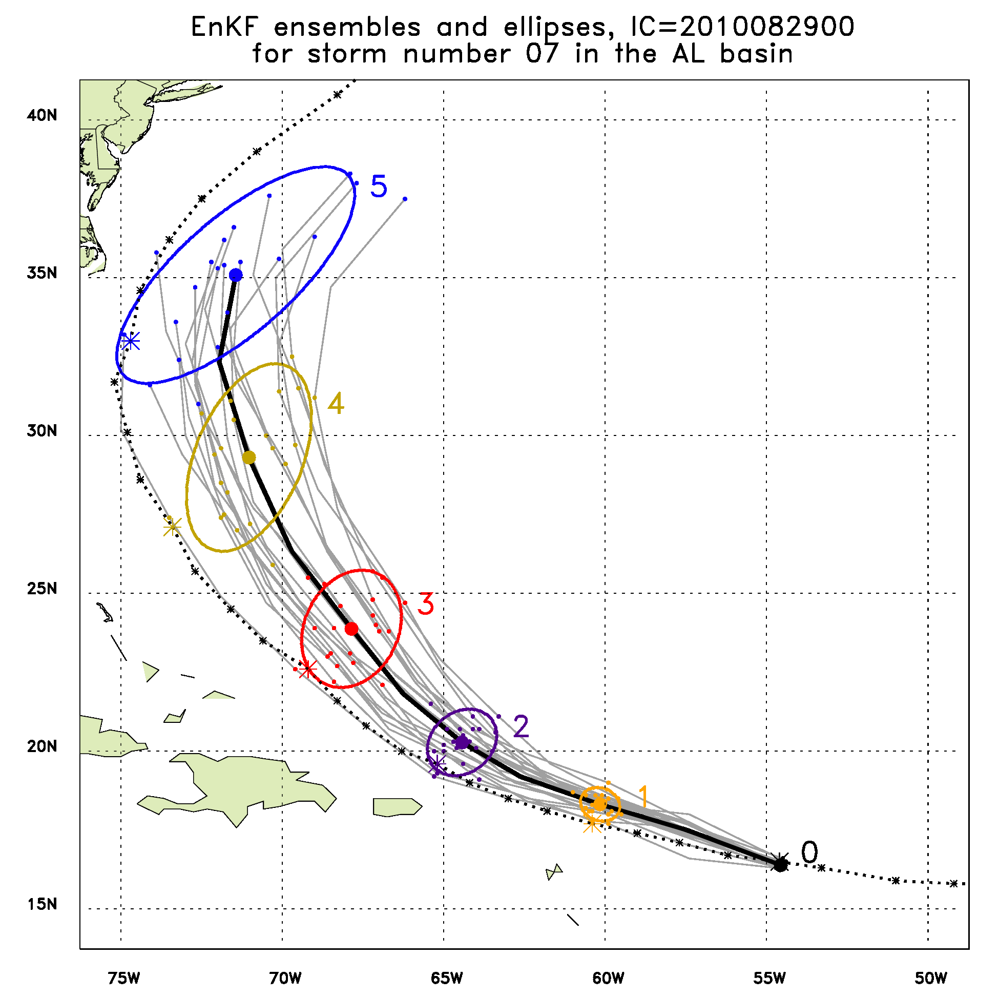 EnKF ensembles and ellipses, IC=2010082900
for storm number 07 in the AL basin
40N
5
35N
4
30N
25N
3
2
20N
1
0
15N
75W 70W 65W 60W 55W 50W